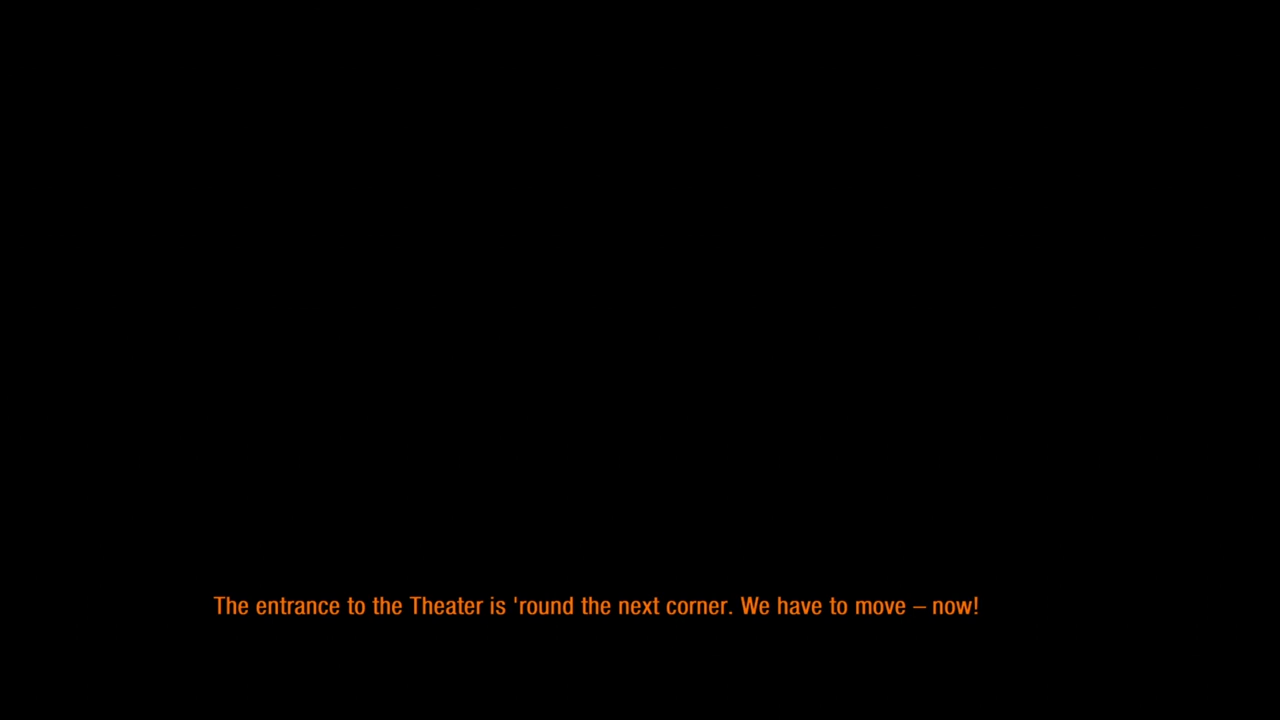 The entrance to the Theater is 'round the next corner. We have to move – now!